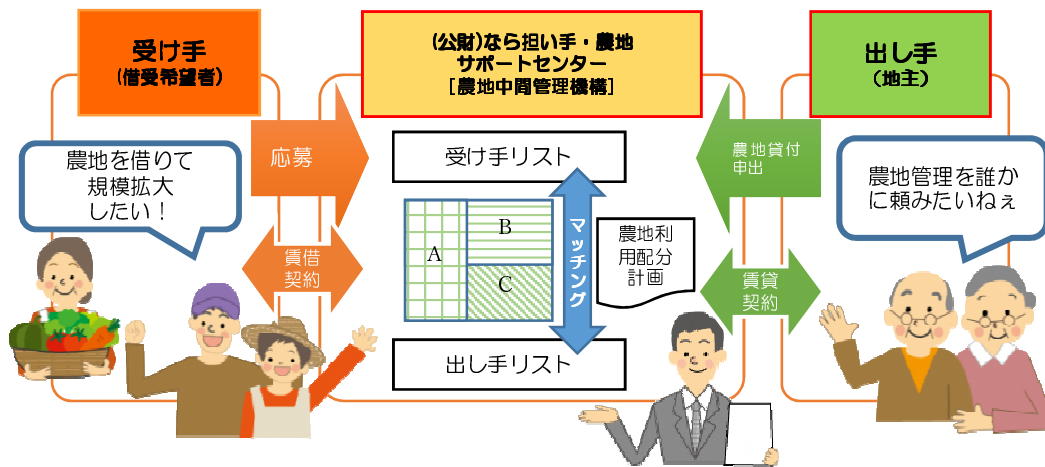 受け手
(借受希望者)
(公財)なら担い手・農地
サポートセンター
[農地中間管理機構]
出し手
(地主)
農地を借りて
規模拡大
したい！
応募
賃借
契約
受け手リスト
A
B
C
マッチング
農地利
用配分
計画
出し手リスト
農地貸付
申出
賃貸
契約
農地管理を誰か
に頼みたいねぇ